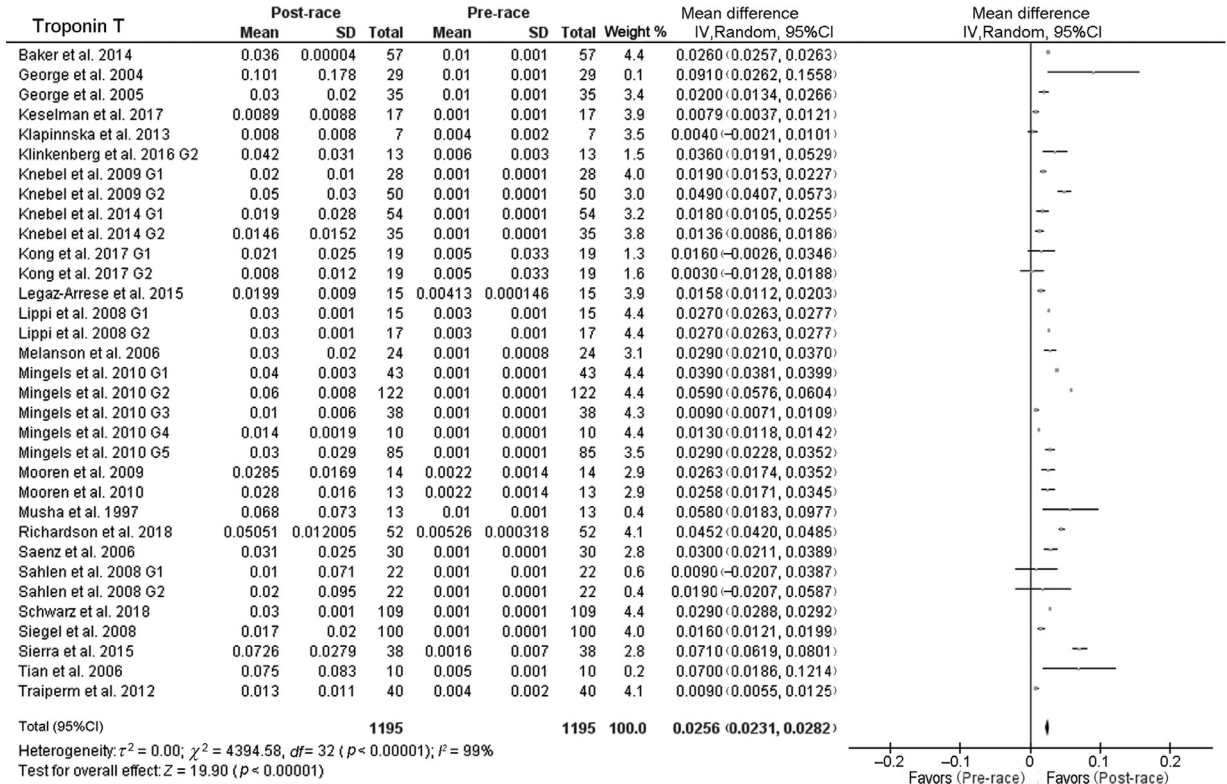 Troponin T Post-race Pre-race Mean difference Mean difference
Mean SD Total Mean SD Total Weight % IV,Random, 95%CI IV,Random, 95%CI
Baker et al. 2014 0.036 0.00004 57 0.01 0.001 57 4.4 0.0260 (0.0257, 0.0263)
George et al. 2004 0.101 0.178 29 0.01 0.001 29 0.1 0.0910 (0.0262, 0.1558)
George et al. 2005 0.03 0.02 35 0.01 0.001 35 3.4 0.0200 (0.0134, 0.0266)
Keselman et al. 2017 0.0089 0.0088 17 0.001 0.001 17 3.9 0.0079 (0.0037, 0.0121)
Klapinnska et al. 2013 0.008 0.008 7 0.004 0.002 7 3.5 0.0040 (−0.0021, 0.0101)
Klinkenberg et al. 2016 G2 0.042 0.031 13 0.006 0.003 13 1.5 0.0360 (0.0191, 0.0529)
Knebel et al. 2009 G1 0.02 0.01 28 0.001 0.0001 28 4.0 0.0190 (0.0153, 0.0227)
Knebel et al. 2009 G2 0.05 0.03 50 0.001 0.0001 50 3.0 0.0490 (0.0407, 0.0573)
Knebel et al. 2014 G1 0.019 0.028 54 0.001 0.0001 54 3.2 0.0180 (0.0105, 0.0255)
Knebel et al. 2014 G2 0.0146 0.0152 35 0.001 0.0001 35 3.8 0.0136 (0.0086, 0.0186)
Kong et al. 2017 G1 0.021 0.025 19 0.005 0.033 19 1.3 0.0160 (−0.0026, 0.0346)
Kong et al. 2017 G2 0.008 0.012 19 0.005 0.033 19 1.6 0.0030 (−0.0128, 0.0188)
Legaz-Arrese et al. 2015 0.0199 0.009 15 0.00413 0.000146 15 3.9 0.0158 (0.0112, 0.0203)
Lippi et al. 2008 G1 0.03 0.001 15 0.003 0.001 15 4.4 0.0270 (0.0263, 0.0277)
Lippi et al. 2008 G2 0.03 0.001 17 0.003 0.001 17 4.4 0.0270 (0.0263, 0.0277)
Melanson et al. 2006 0.03 0.02 24 0.001 0.0008 24 3.1 0.0290 (0.0210, 0.0370)
Mingels et al. 2010 G1 0.04 0.003 43 0.001 0.0001 43 4.4 0.0390 (0.0381, 0.0399)
Mingels et al. 2010 G2 0.06 0.008 122 0.001 0.0001 122 4.4 0.0590 (0.0576, 0.0604)
Mingels et al. 2010 G3 0.01 0.006 38 0.001 0.0001 38 4.3 0.0090 (0.0071, 0.0109)
Mingels et al. 2010 G4 0.014 0.0019 10 0.001 0.0001 10 4.4 0.0130 (0.0118, 0.0142)
Mingels et al. 2010 G5 0.03 0.029 85 0.001 0.0001 85 3.5 0.0290 (0.0228, 0.0352)
Mooren et al. 2009 0.0285 0.0169 14 0.0022 0.0014 14 2.9 0.0263 (0.0174, 0.0352)
Mooren et al. 2010 0.028 0.016 13 0.0022 0.0014 13 2.9 0.0258 (0.0171, 0.0345)
Musha et al. 1997 0.068 0.073 13 0.01 0.001 13 0.4 0.0580 (0.0183, 0.0977)
Richardson et al. 2018 0.05051 0.012005 52 0.00526 0.000318 52 4.1 0.0452 (0.0420, 0.0485)
Saenz et al. 2006 0.031 0.025 30 0.001 0.0001 30 2.8 0.0300 (0.0211, 0.0389)
Sahlen et al. 2008 G1 0.01 0.071 22 0.001 0.001 22 0.6 0.0090 (−0.0207, 0.0387)
Sahlen et al. 2008 G2 0.02 0.095 22 0.001 0.001 22 0.4 0.0190 (−0.0207, 0.0587)
Schwarz et al. 2018 0.03 0.001 109 0.001 0.0001 109 4.4 0.0290 (0.0288, 0.0292)
Siegel et al. 2008 0.017 0.02 100 0.001 0.0001 100 4.0 0.0160 (0.0121, 0.0199)
Sierra et al. 2015 0.0726 0.0279 38 0.0016 0.007 38 2.8 0.0710 (0.0619, 0.0801)
Tian et al. 2006 0.075 0.083 10 0.005 0.001 10 0.2 0.0700 (0.0186, 0.1214)
Traiperm et al. 2012 0.013 0.011 40 0.004 0.002 40 4.1 0.0090 (0.0055, 0.0125)
Total (95%CI) 1195 1195 100.0 0.0256 (0.0231, 0.0282)
Heterogeneity: τ² = 0.00; χ² = 4394.58, df = 32 (p < 0.00001); I² = 99%
Test for overall effect: Z = 19.90 (p < 0.00001)
−0.2 −0.1 0 0.1 0.2
Favors (Pre-race) Favors (Post-race)